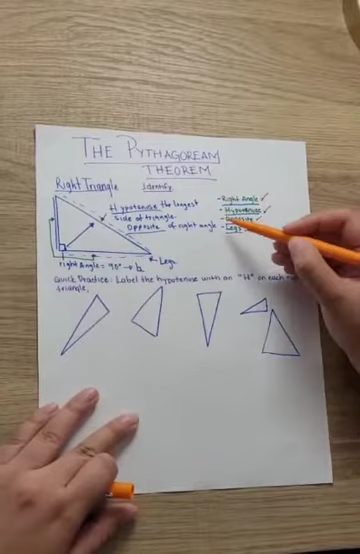 THE PYTHAGOREAM
THEOREM
Right Triangle
Identify
Hypotenuse the longest
Side of triangle.
Opposite of right angle
- Right Angle ✓
- Hypotenuse ✓
- Opposite ✓
- Legs
right Angle = 90° →
Legs
Quick Practice: Label the hypotenuse with an "H" on each
triangle.